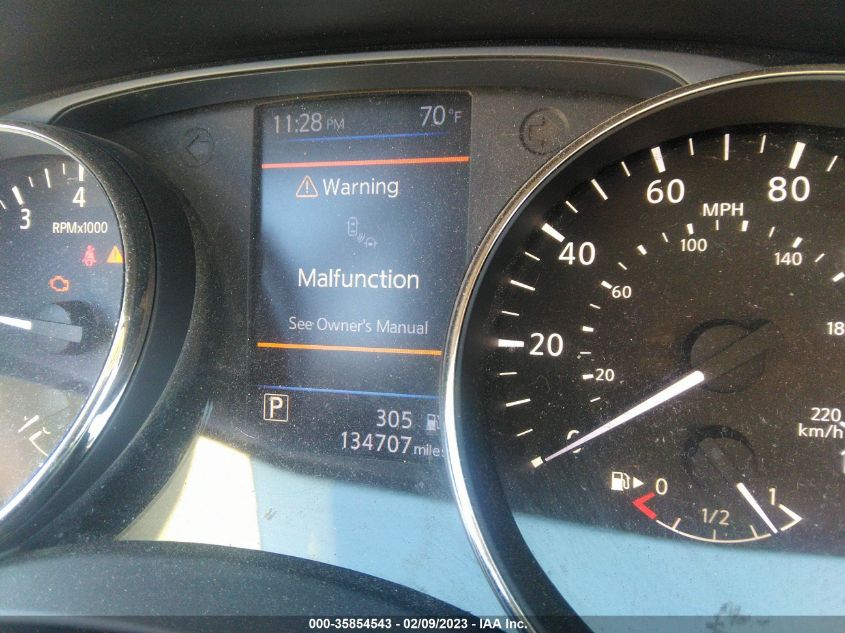 11:28 PM 70 °F
Warning
Malfunction
See Owner's Manual
P
305
134707 miles
3 4
RPMx1000
0 20 40 60 80
MPH
20 60 100 140
220
km/h
0 1/2 1
000-35854543 - 02/09/2023 - IAA Inc.